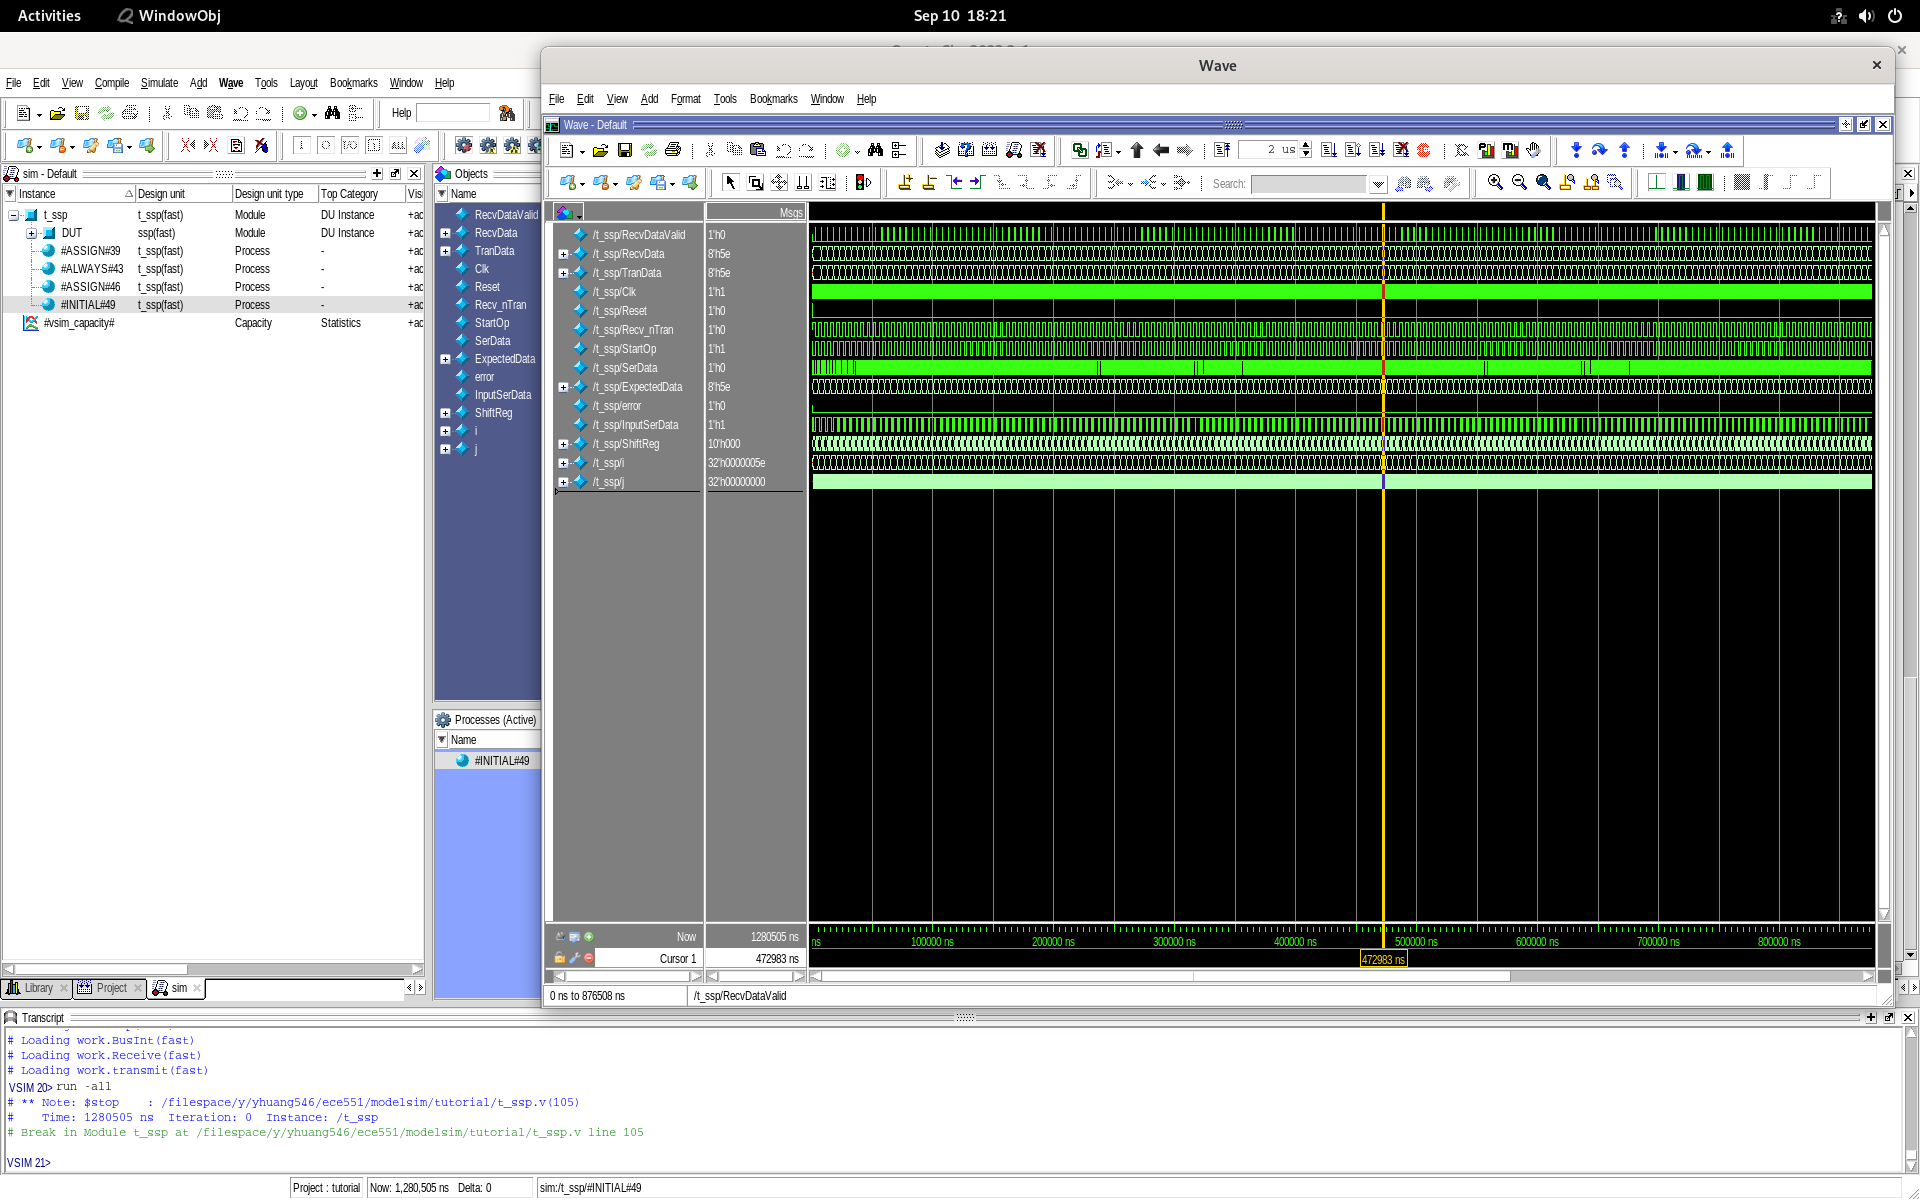 Activities
WindowObj
Sep 10 18:21
File Edit View Compile Simulate Add Wave Tools Layout Bookmarks Window Help
Help
sim - Default
Instance Design unit Design unit type Top Category Visi
t_ssp t_ssp(fast) Module DU Instance +ac
DUT ssp(fast) Module DU Instance +ac
#ASSIGN#39 t_ssp(fast) Process - +ac
#ALWAYS#43 t_ssp(fast) Process - +ac
#ASSIGN#46 t_ssp(fast) Process - +ac
#INITIAL#49 t_ssp(fast) Process - +ac
#vsim_capacity# Capacity Statistics +ac
Library
Project
sim
Objects
Name
RecvDataValid
RecvData
TranData
Clk
Reset
Recv_nTran
StartOp
SerData
ExpectedData
error
InputSerData
ShiftReg
i
j
Processes (Active)
Name
#INITIAL#49
Wave
File Edit View Add Format Tools Bookmarks Window Help
Wave - Default
2 us
Search:
Msgs
/t_ssp/RecvDataValid 1'h0
/t_ssp/RecvData 8'h5e
/t_ssp/TranData 8'h5e
/t_ssp/Clk 1'h1
/t_ssp/Reset 1'h0
/t_ssp/Recv_nTran 1'h0
/t_ssp/StartOp 1'h1
/t_ssp/SerData 1'h0
/t_ssp/ExpectedData 8'h5e
/t_ssp/error 1'h0
/t_ssp/InputSerData 1'h1
/t_ssp/ShiftReg 10'h000
/t_ssp/i 32'h0000005e
/t_ssp/j 32'h00000000
Now 1280505 ns
ns 100000 ns 200000 ns 300000 ns 400000 ns 500000 ns 600000 ns 700000 ns 800000 ns
Cursor 1 472983 ns
472983 ns
0 ns to 876508 ns
/t_ssp/RecvDataValid
Transcript
# Loading work.BusInt(fast)
# Loading work.Receive(fast)
# Loading work.transmit(fast)
VSIM 20> run -all
# ** Note: $stop : /filespace/y/yhuang546/ece551/modelsim/tutorial/t_ssp.v(105)
# Time: 1280505 ns Iteration: 0 Instance: /t_ssp
# Break in Module t_ssp at /filespace/y/yhuang546/ece551/modelsim/tutorial/t_ssp.v line 105
VSIM 21>
Project : tutorial
Now: 1,280,505 ns Delta: 0
sim:/t_ssp/#INITIAL#49